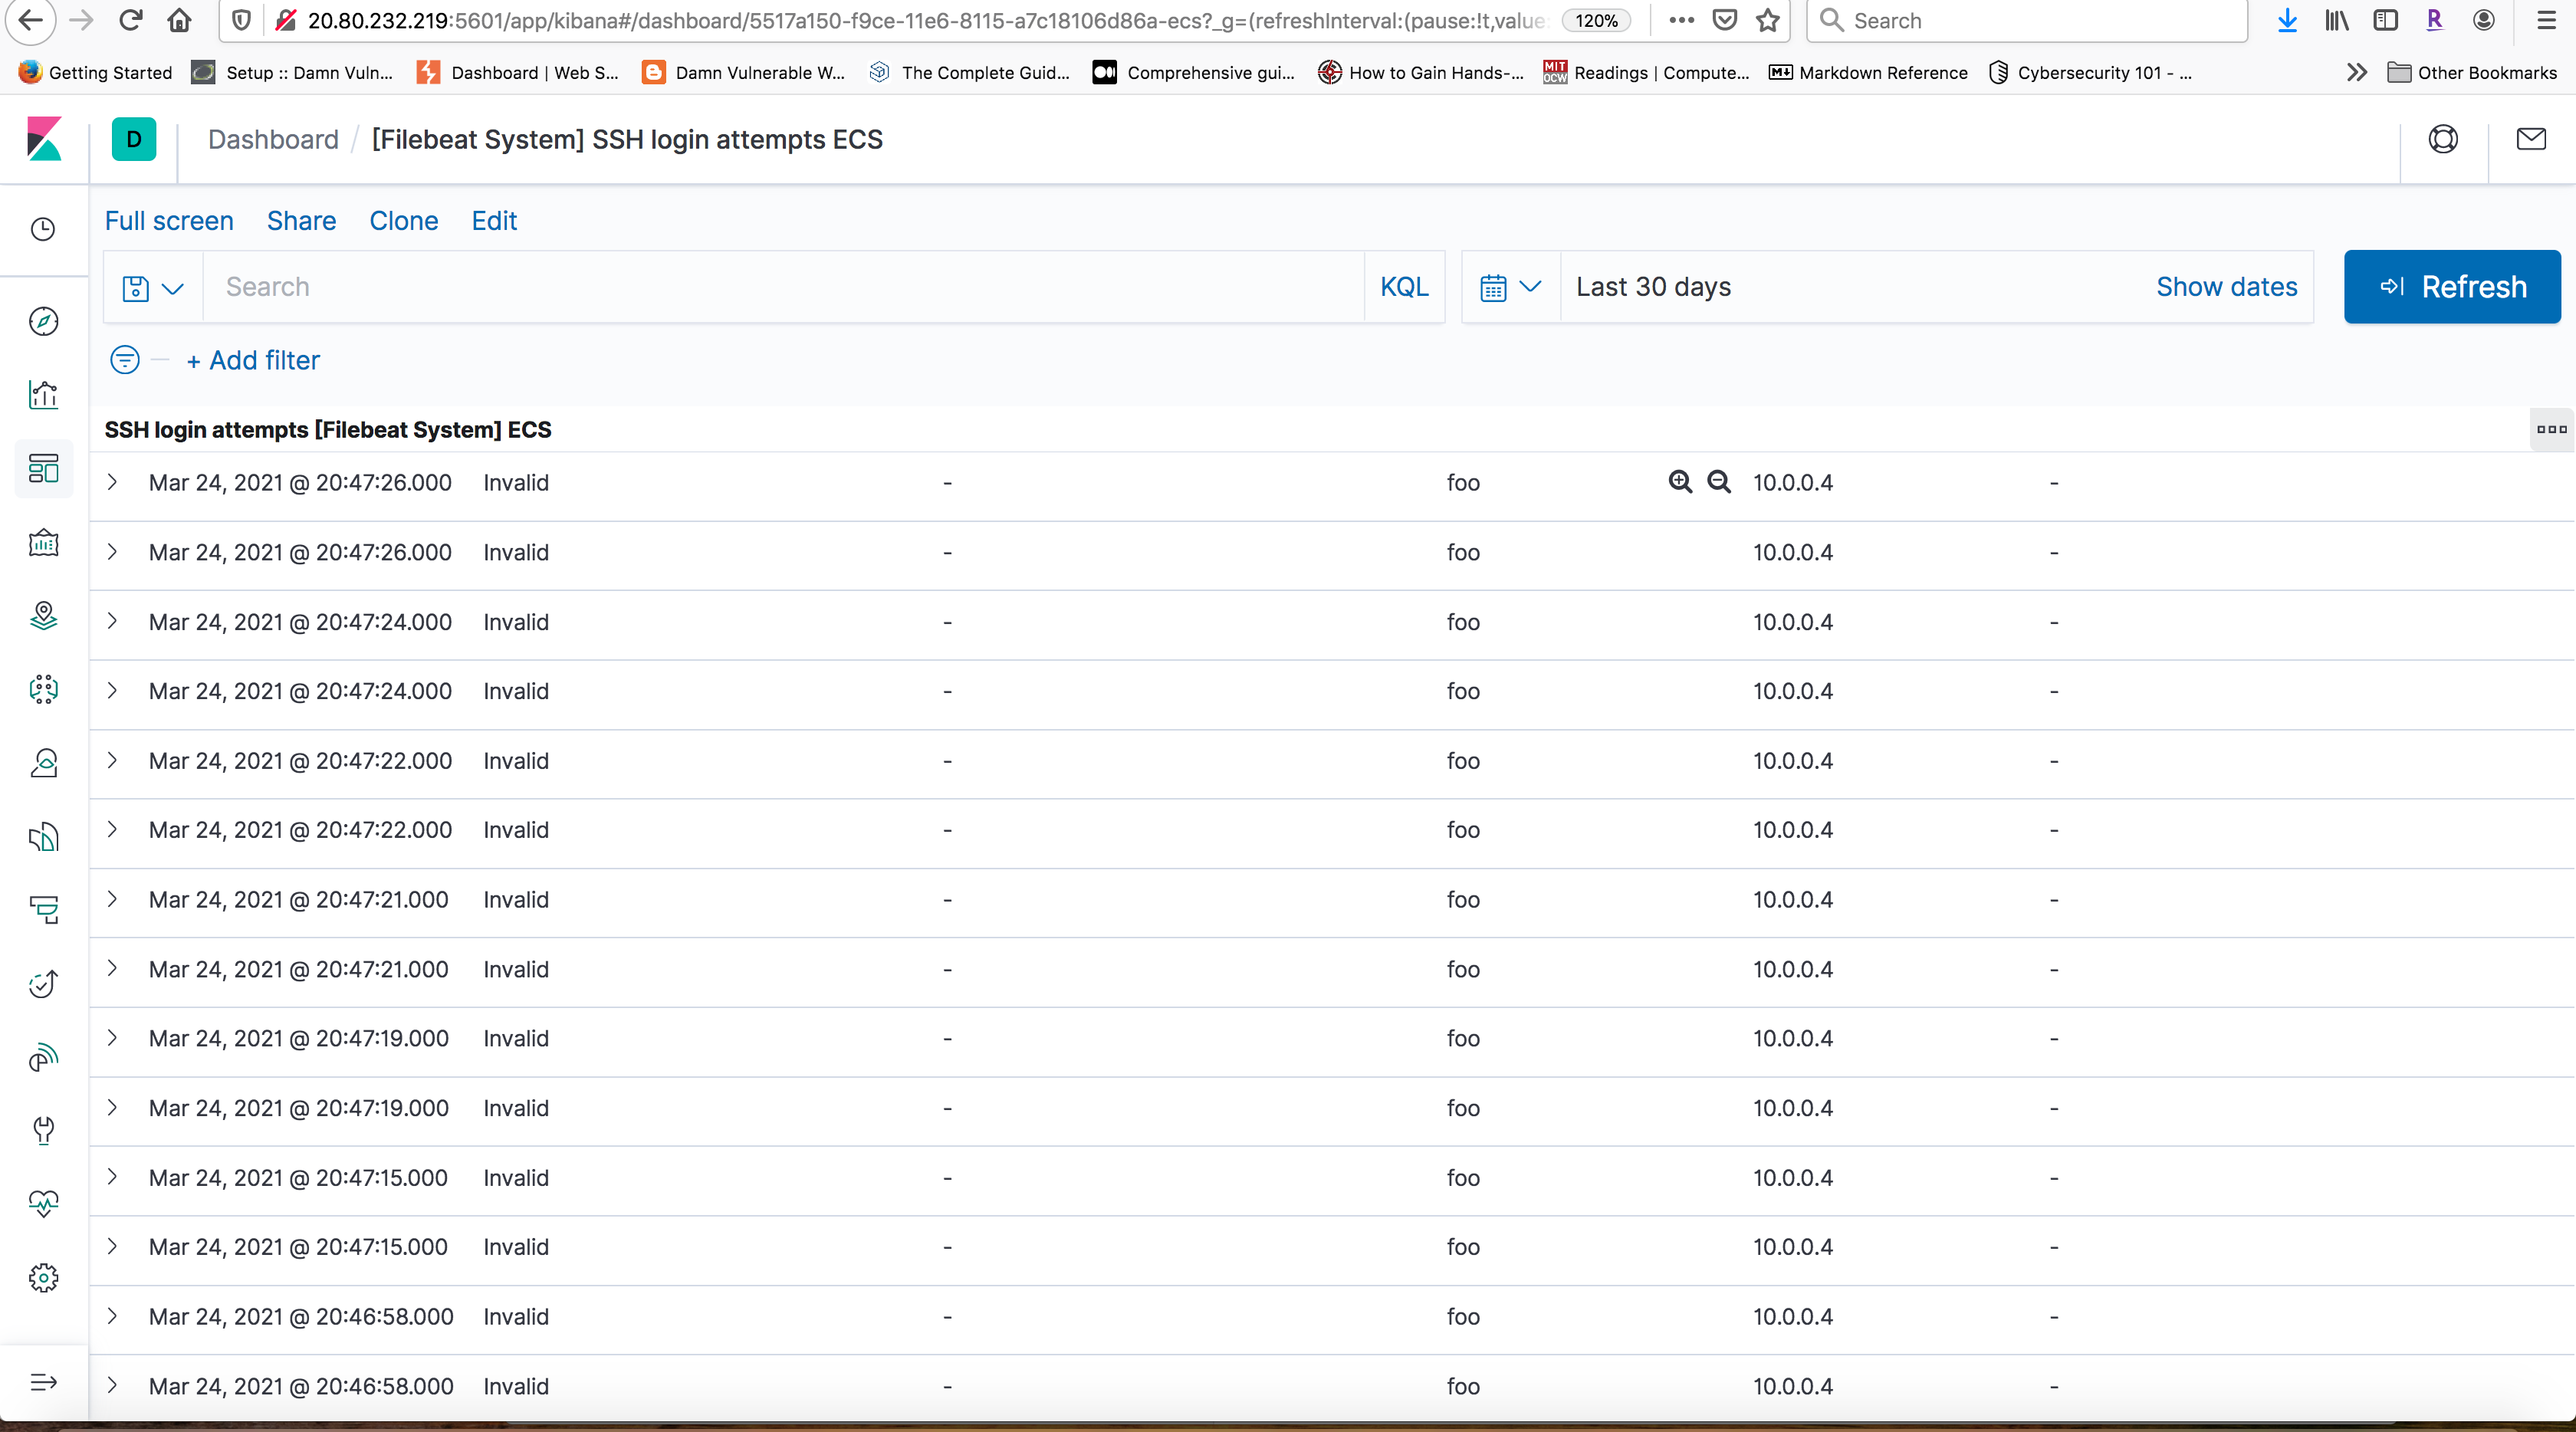 20.80.232.219:5601/app/kibana#/dashboard/5517a150-f9ce-11e6-8115-a7c18106d86a-ecs?_g=(refreshInterval:(pause:!t,value: 120% Search
Getting Started Setup :: Damn Vuln... Dashboard | Web S... Damn Vulnerable W... The Complete Guid... Comprehensive gui... How to Gain Hands-... MIT OCW Readings | Compute... Markdown Reference Cybersecurity 101 - ... Other Bookmarks
D Dashboard / [Filebeat System] SSH login attempts ECS
Full screen Share Clone Edit
Search KQL Last 30 days Show dates Refresh
+ Add filter
SSH login attempts [Filebeat System] ECS
Mar 24, 2021 @ 20:47:26.000 Invalid - foo 10.0.0.4 -
Mar 24, 2021 @ 20:47:26.000 Invalid - foo 10.0.0.4 -
Mar 24, 2021 @ 20:47:24.000 Invalid - foo 10.0.0.4 -
Mar 24, 2021 @ 20:47:24.000 Invalid - foo 10.0.0.4 -
Mar 24, 2021 @ 20:47:22.000 Invalid - foo 10.0.0.4 -
Mar 24, 2021 @ 20:47:22.000 Invalid - foo 10.0.0.4 -
Mar 24, 2021 @ 20:47:21.000 Invalid - foo 10.0.0.4 -
Mar 24, 2021 @ 20:47:21.000 Invalid - foo 10.0.0.4 -
Mar 24, 2021 @ 20:47:19.000 Invalid - foo 10.0.0.4 -
Mar 24, 2021 @ 20:47:19.000 Invalid - foo 10.0.0.4 -
Mar 24, 2021 @ 20:47:15.000 Invalid - foo 10.0.0.4 -
Mar 24, 2021 @ 20:47:15.000 Invalid - foo 10.0.0.4 -
Mar 24, 2021 @ 20:46:58.000 Invalid - foo 10.0.0.4 -
Mar 24, 2021 @ 20:46:58.000 Invalid - foo 10.0.0.4 -